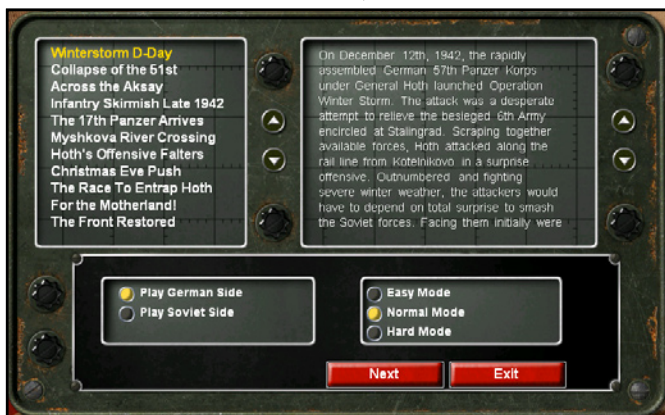 Winterstorm D-Day
Collapse of the 51st
Across the Aksay
Infantry Skirmish Late 1942
The 17th Panzer Arrives
Myshkova River Crossing
Hoth's Offensive Falters
Christmas Eve Push
The Race To Entrap Hoth
For the Motherland!
The Front Restored
On December 12th, 1942, the rapidly
assembled German 57th Panzer Korps
under General Hoth launched Operation
Winter Storm. The attack was a desperate
attempt to relieve the besieged 6th Army
encircled at Stalingrad. Scraping together
available forces, Hoth attacked along the
rail line from Kotelnikovo in a surprise
offensive. Outnumbered and fighting
severe winter weather, the attackers would
have to depend on total surprise to smash
the Soviet forces. Facing them initially were
Play German Side
Play Soviet Side
Easy Mode
Normal Mode
Hard Mode
Next
Exit